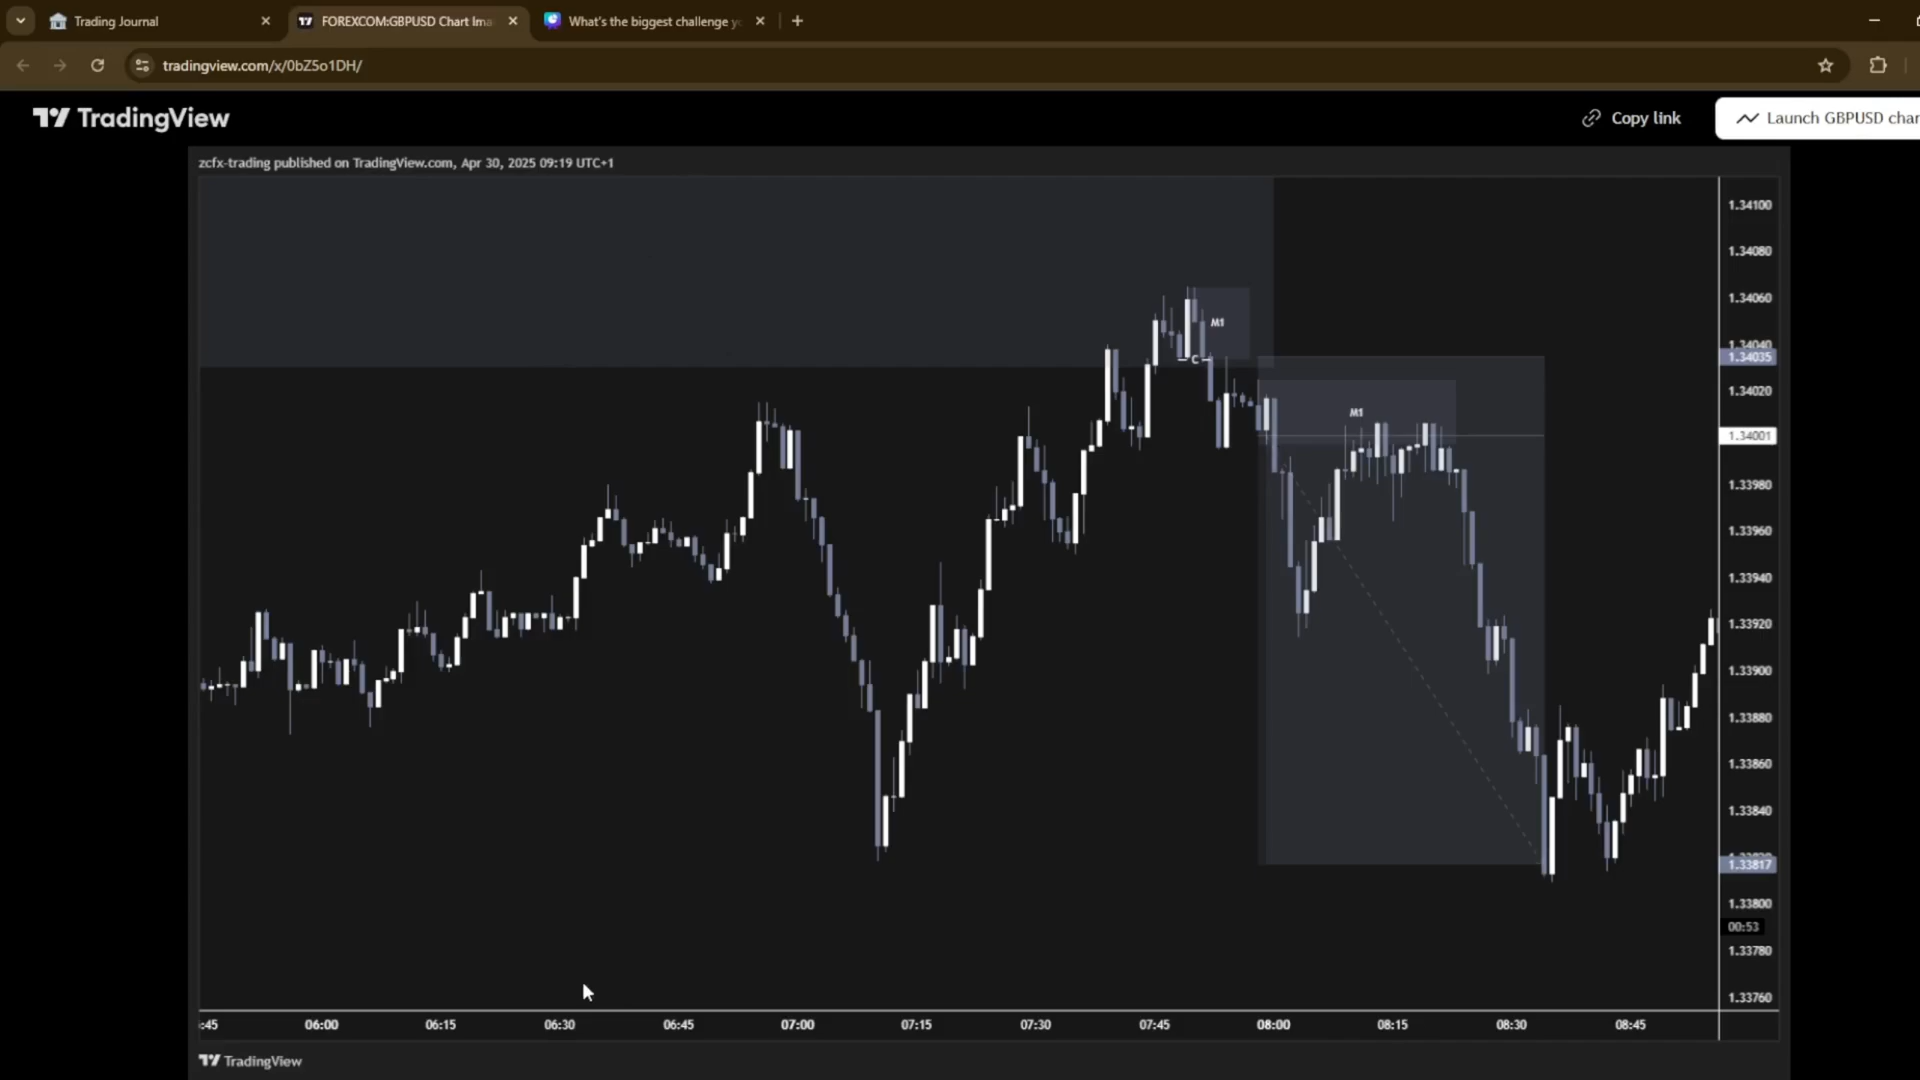 Trading Journal
FOREXCOM:GBPUSD Chart Ima
What's the biggest challenge y
tradingview.com/x/0bZ5o1DH/
TradingView
Copy link
Launch GBPUSD char
zcfx-trading published on TradingView.com, Apr 30, 2025 09:19 UTC+1
1.34100
1.34080
1.34060
M1
1.34040
1.34035
C
1.34020
M1
1.34001
1.33980
1.33960
1.33940
1.33920
1.33900
1.33880
1.33860
1.33840
1.33817
1.33800
00:53
1.33780
1.33760
:45 06:00 06:15 06:30 06:45 07:00 07:15 07:30 07:45 08:00 08:15 08:30 08:45
TradingView